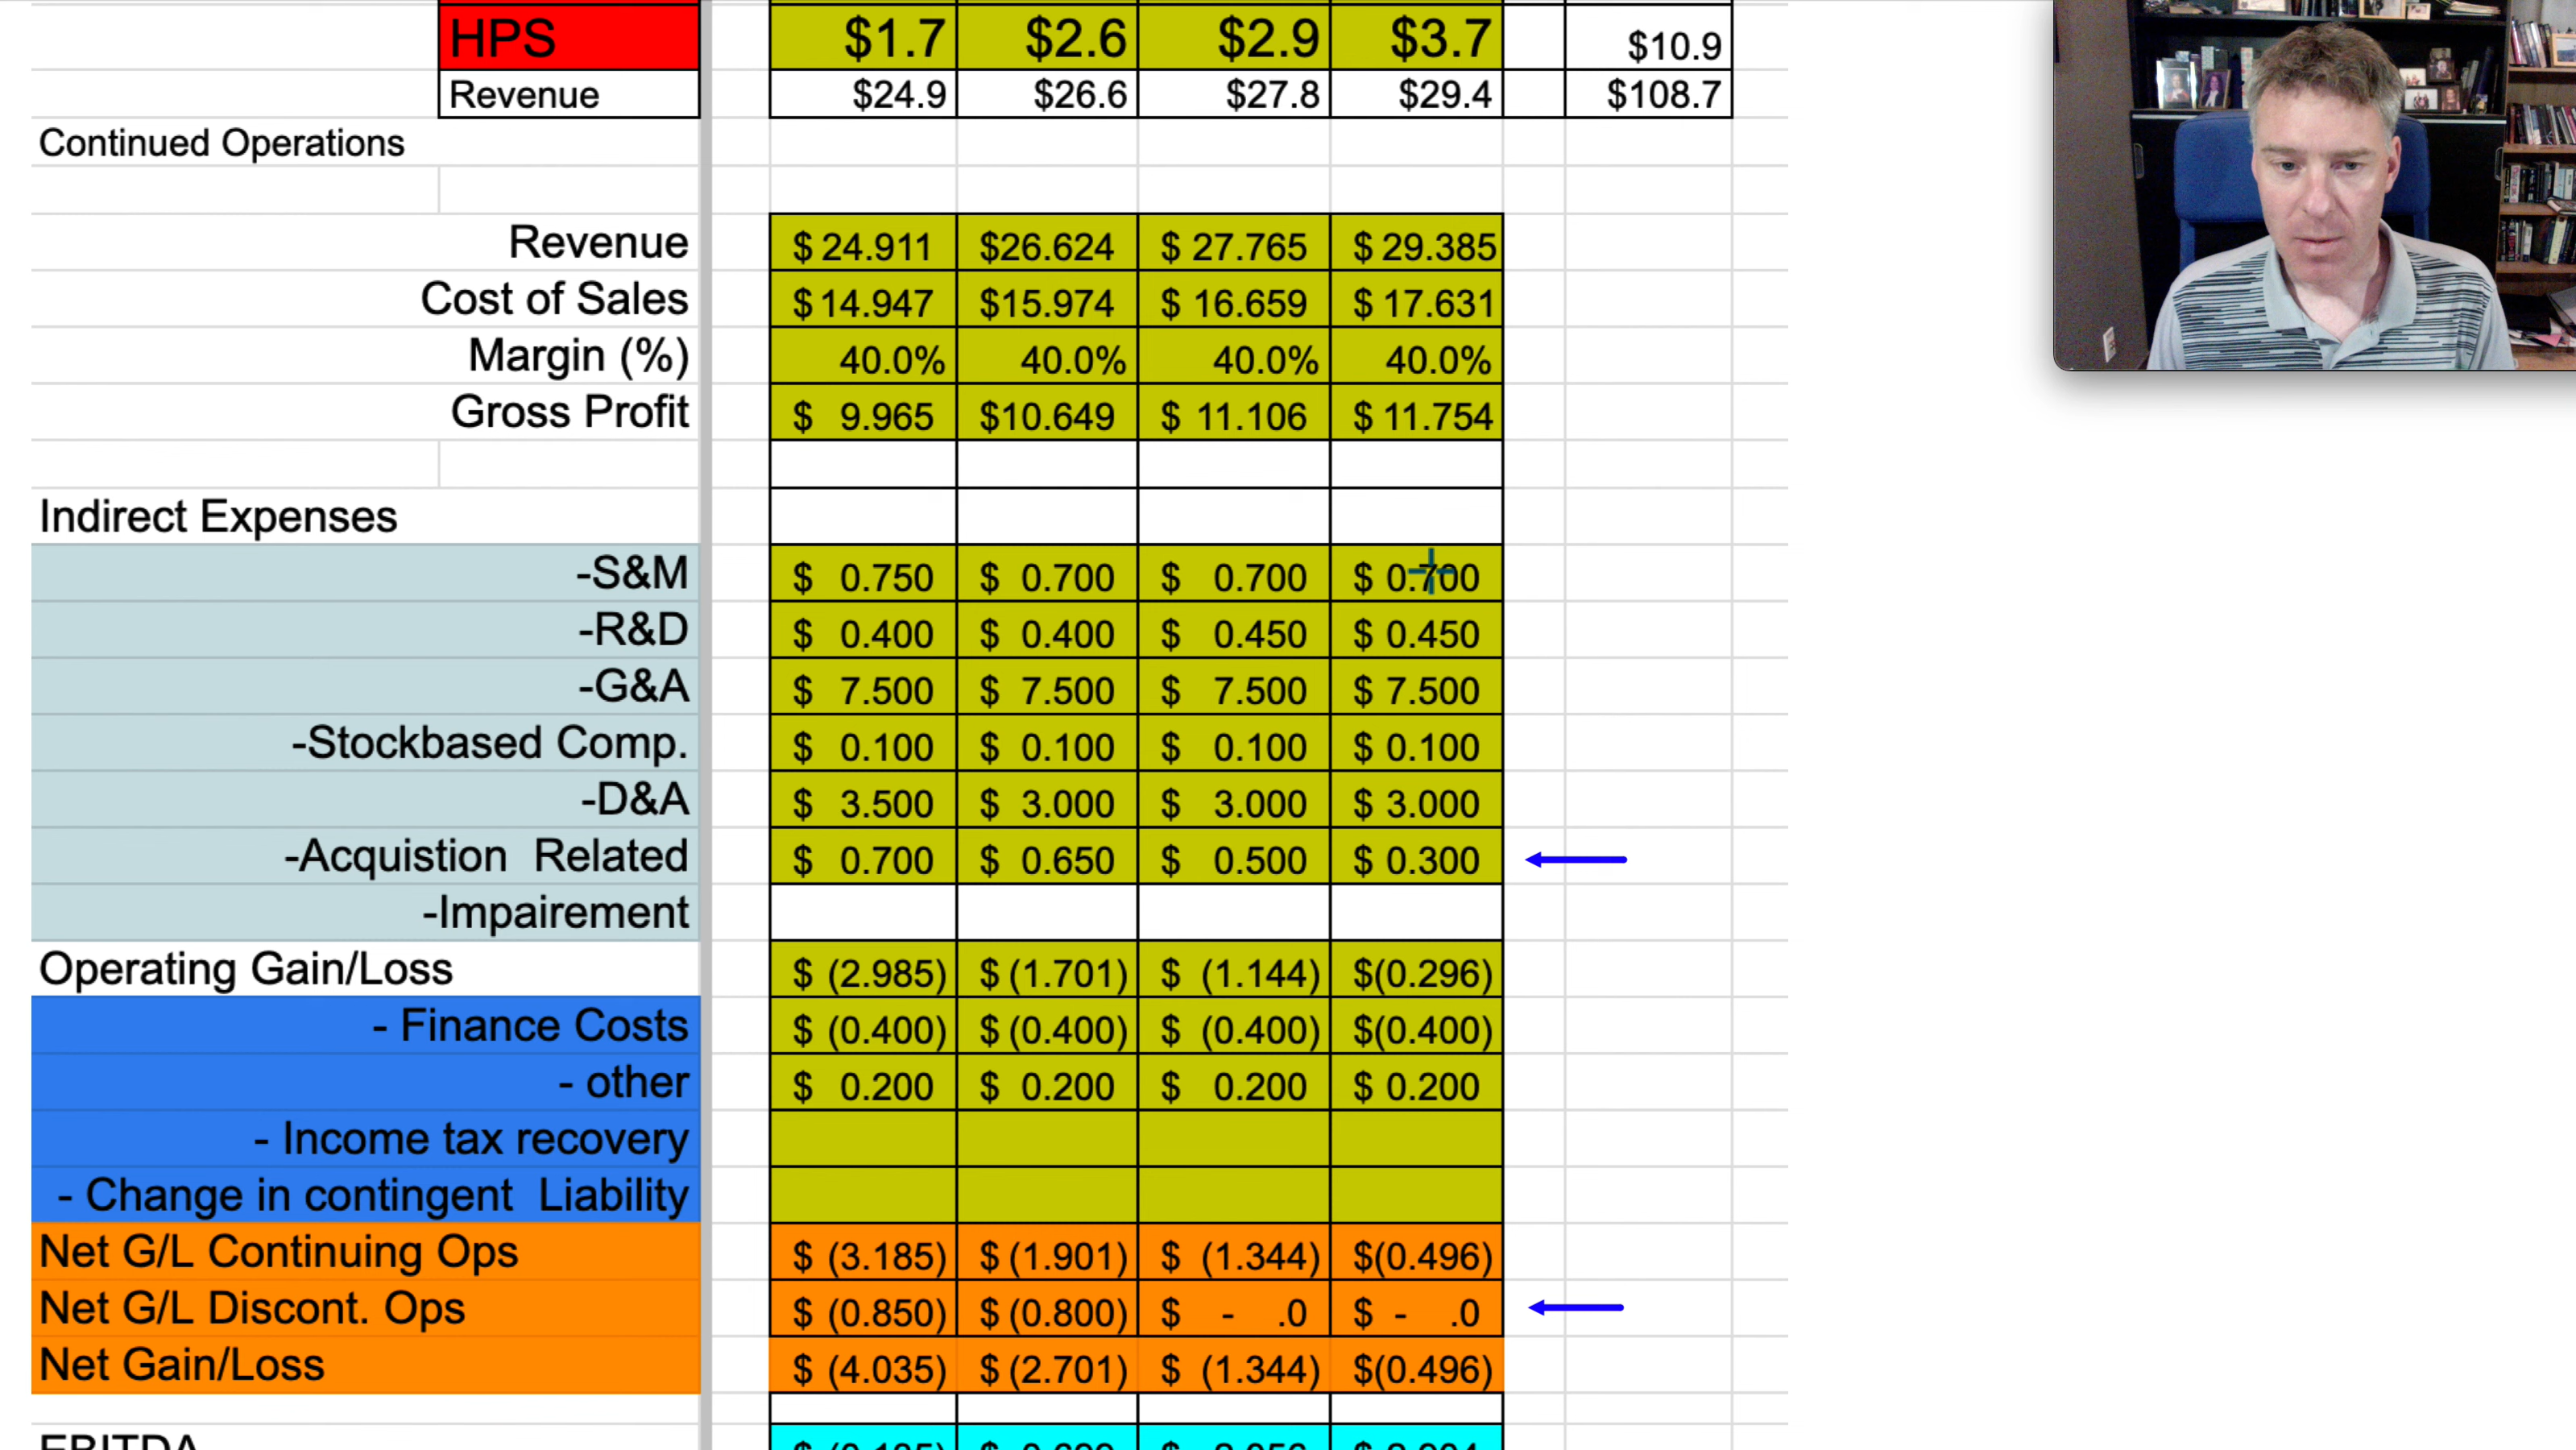 HPS $1.7 $2.6 $2.9 $3.7 $10.9
Revenue $24.9 $26.6 $27.8 $29.4 $108.7
Continued Operations
Revenue $ 24.911 $26.624 $ 27.765 $ 29.385
Cost of Sales $ 14.947 $15.974 $ 16.659 $ 17.631
Margin (%) 40.0% 40.0% 40.0% 40.0%
Gross Profit $ 9.965 $10.649 $ 11.106 $ 11.754
Indirect Expenses
-S&M $ 0.750 $ 0.700 $ 0.700 $ 0.700
-R&D $ 0.400 $ 0.400 $ 0.450 $ 0.450
-G&A $ 7.500 $ 7.500 $ 7.500 $ 7.500
-Stockbased Comp. $ 0.100 $ 0.100 $ 0.100 $ 0.100
-D&A $ 3.500 $ 3.000 $ 3.000 $ 3.000
-Acquistion Related $ 0.700 $ 0.650 $ 0.500 $ 0.300
-Impairement
Operating Gain/Loss $ (2.985) $ (1.701) $ (1.144) $(0.296)
- Finance Costs $ (0.400) $ (0.400) $ (0.400) $(0.400)
- other $ 0.200 $ 0.200 $ 0.200 $ 0.200
- Income tax recovery
- Change in contingent Liability
Net G/L Continuing Ops $ (3.185) $ (1.901) $ (1.344) $(0.496)
Net G/L Discont. Ops $ (0.850) $ (0.800) $ - .0 $ - .0
Net Gain/Loss $ (4.035) $ (2.701) $ (1.344) $(0.496)
EBITDA